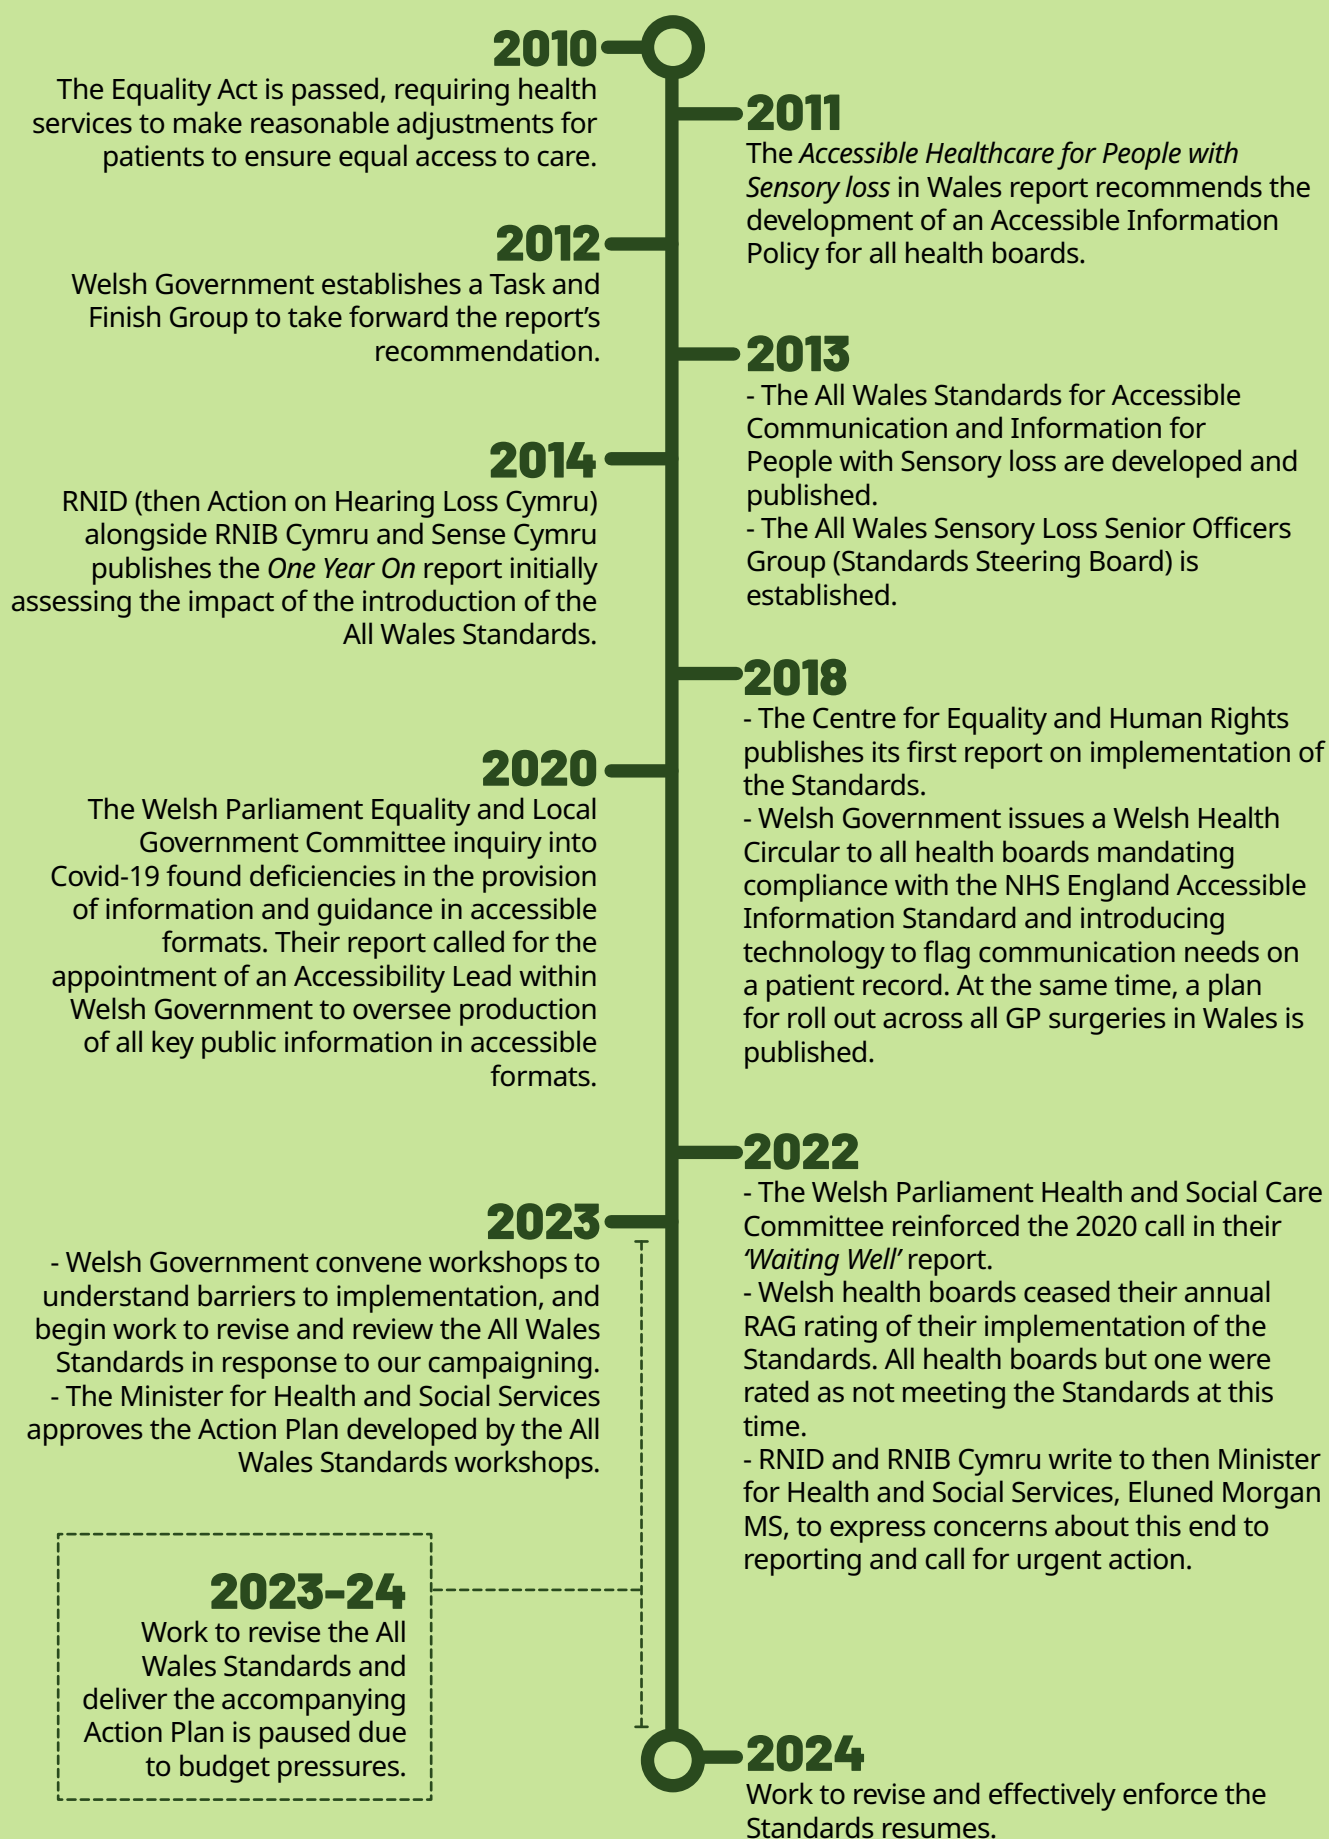 2010
The Equality Act is passed, requiring health
services to make reasonable adjustments for
patients to ensure equal access to care.
2011
The Accessible Healthcare for People with
Sensory loss in Wales report recommends the
development of an Accessible Information
Policy for all health boards.
2012
Welsh Government establishes a Task and
Finish Group to take forward the report’s
recommendation.
2013
- The All Wales Standards for Accessible
Communication and Information for
People with Sensory loss are developed and
published.
- The All Wales Sensory Loss Senior Officers
Group (Standards Steering Board) is
established.
2014
RNID (then Action on Hearing Loss Cymru)
alongside RNIB Cymru and Sense Cymru
publishes the One Year On report initially
assessing the impact of the introduction of the
All Wales Standards.
2018
- The Centre for Equality and Human Rights
publishes its first report on implementation of
the Standards.
- Welsh Government issues a Welsh Health
Circular to all health boards mandating
compliance with the NHS England Accessible
Information Standard and introducing
technology to flag communication needs on
a patient record. At the same time, a plan
for roll out across all GP surgeries in Wales is
published.
2020
The Welsh Parliament Equality and Local
Government Committee inquiry into
Covid-19 found deficiencies in the provision
of information and guidance in accessible
formats. Their report called for the
appointment of an Accessibility Lead within
Welsh Government to oversee production
of all key public information in accessible
formats.
2022
- The Welsh Parliament Health and Social Care
Committee reinforced the 2020 call in their
‘Waiting Well’ report.
- Welsh health boards ceased their annual
RAG rating of their implementation of the
Standards. All health boards but one were
rated as not meeting the Standards at this
time.
- RNID and RNIB Cymru write to then Minister
for Health and Social Services, Eluned Morgan
MS, to express concerns about this end to
reporting and call for urgent action.
2023
- Welsh Government convene workshops to
understand barriers to implementation, and
begin work to revise and review the All Wales
Standards in response to our campaigning.
- The Minister for Health and Social Services
approves the Action Plan developed by the All
Wales Standards workshops.
2023-24
Work to revise the All
Wales Standards and
deliver the accompanying
Action Plan is paused due
to budget pressures.
2024
Work to revise and effectively enforce the
Standards resumes.